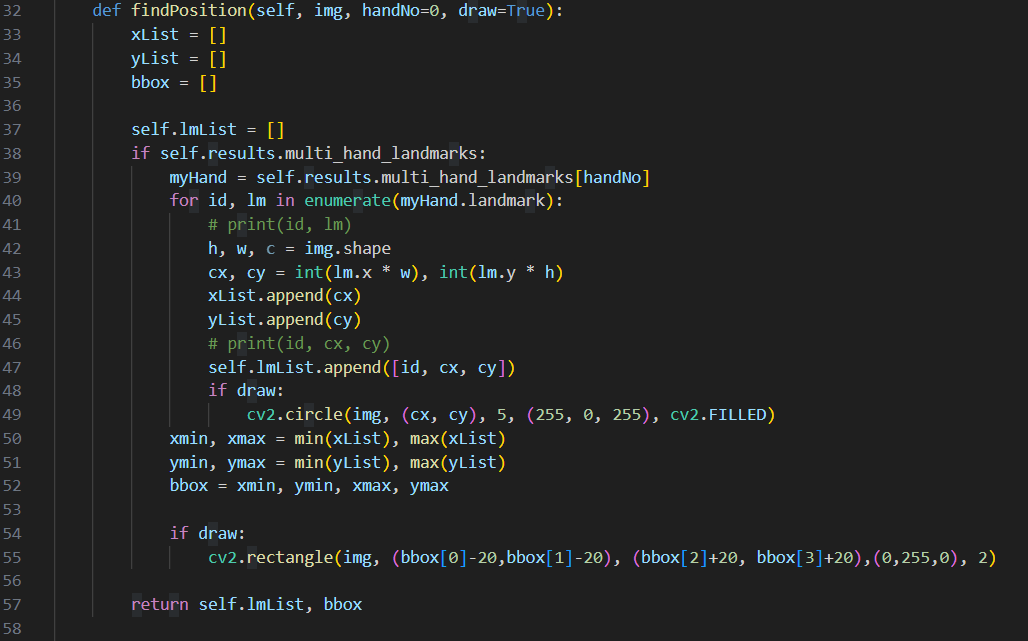 32 def findPosition(self, img, handNo=0, draw=True):
33 xList = []
34 yList = []
35 bbox = []
36
37 self.lmList = []
38 if self.results.multi_hand_landmarks:
39 myHand = self.results.multi_hand_landmarks[handNo]
40 for id, lm in enumerate(myHand.landmark):
41 # print(id, lm)
42 h, w, c = img.shape
43 cx, cy = int(lm.x * w), int(lm.y * h)
44 xList.append(cx)
45 yList.append(cy)
46 # print(id, cx, cy)
47 self.lmList.append([id, cx, cy])
48 if draw:
49 cv2.circle(img, (cx, cy), 5, (255, 0, 255), cv2.FILLED)
50 xmin, xmax = min(xList), max(xList)
51 ymin, ymax = min(yList), max(yList)
52 bbox = xmin, ymin, xmax, ymax
53
54 if draw:
55 cv2.rectangle(img, (bbox[0]-20,bbox[1]-20), (bbox[2]+20, bbox[3]+20),(0,255,0), 2)
56
57 return self.lmList, bbox
58